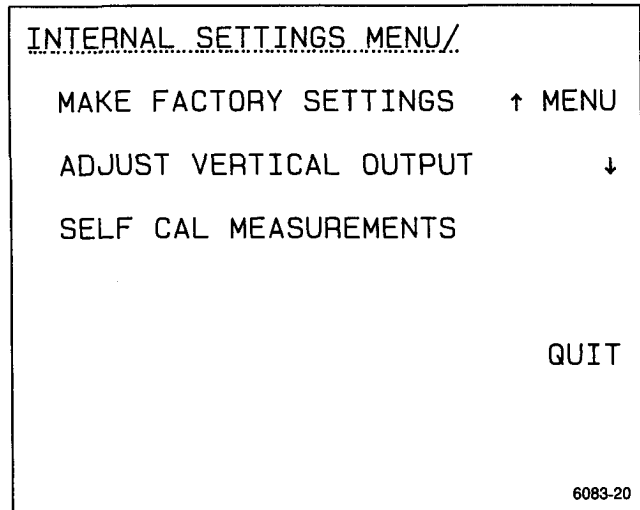 INTERNAL SETTINGS MENU/
MAKE FACTORY SETTINGS ↑ MENU
ADJUST VERTICAL OUTPUT ↓
SELF CAL MEASUREMENTS
QUIT
6083-20